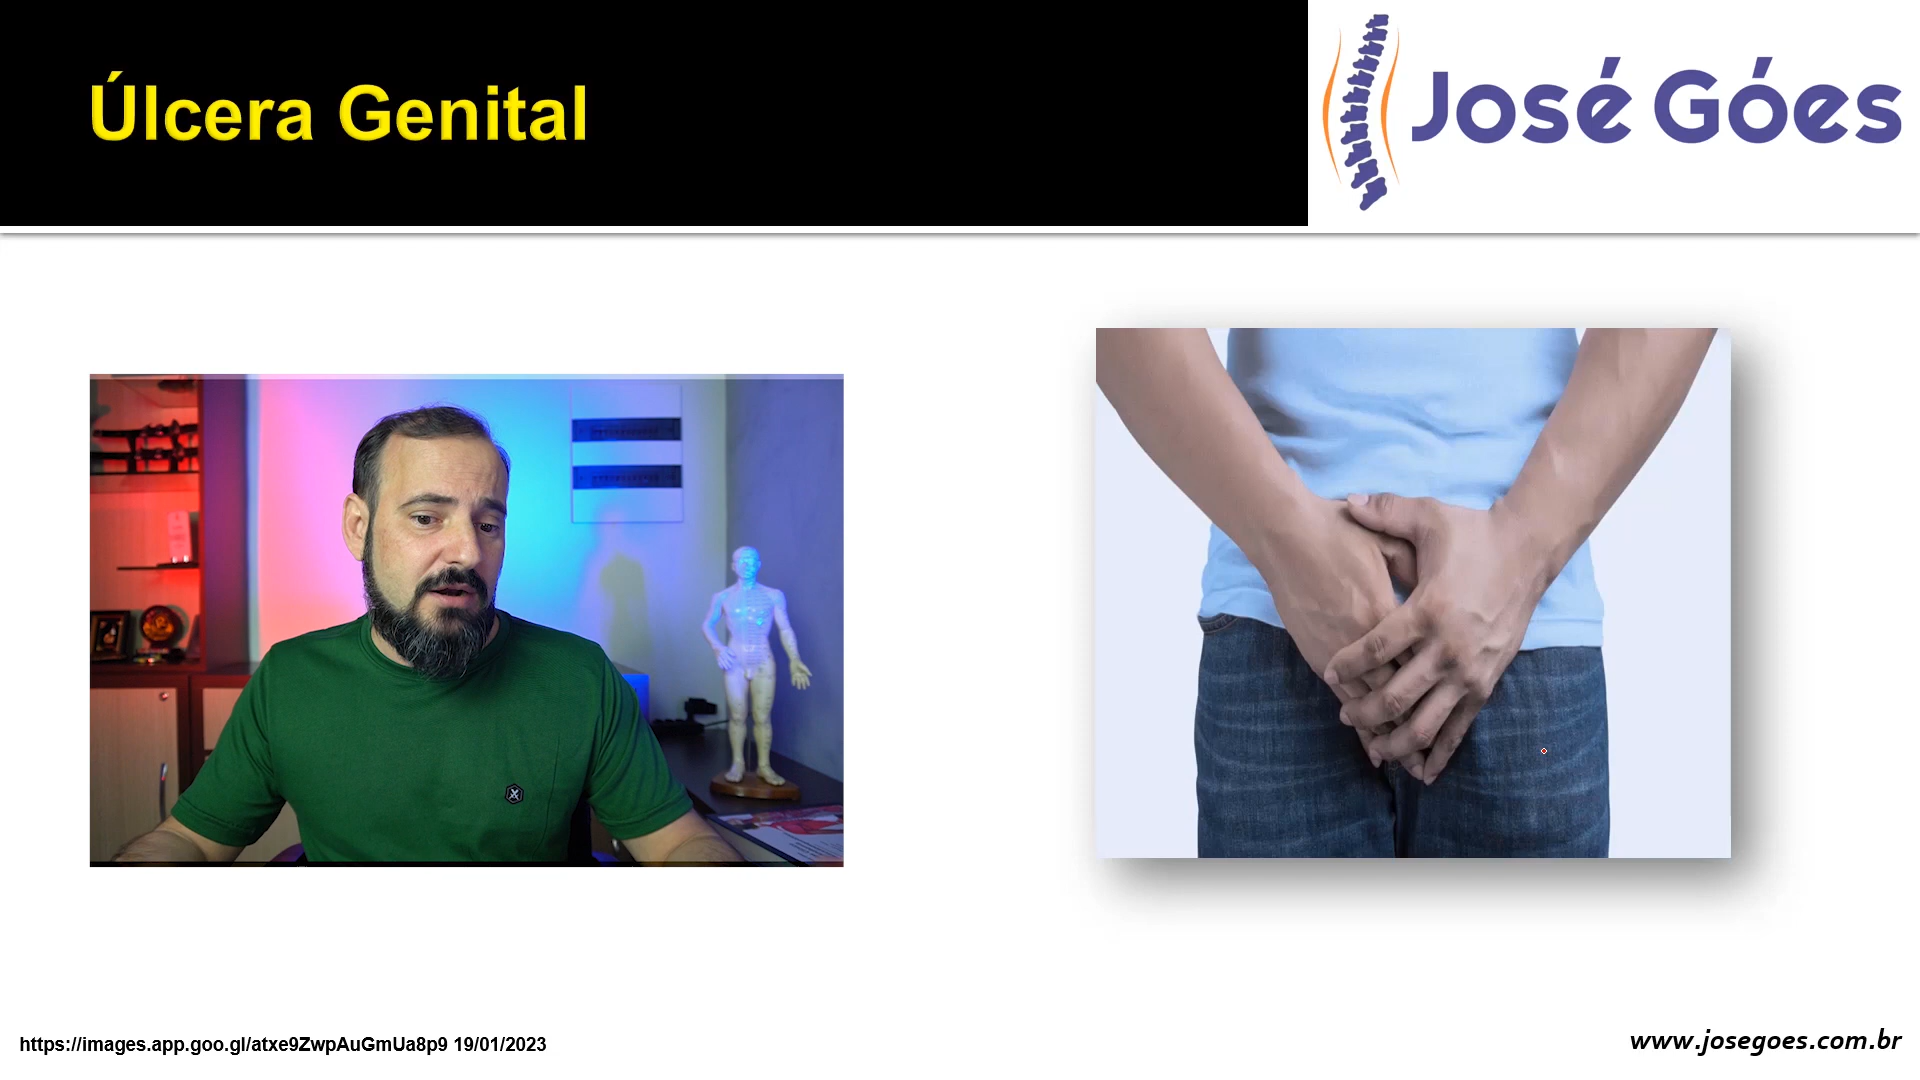 Úlcera Genital
José Góes
https://images.app.goo.gl/atxe9ZwpAuGmUa8p9 19/01/2023
www.josegoes.com.br